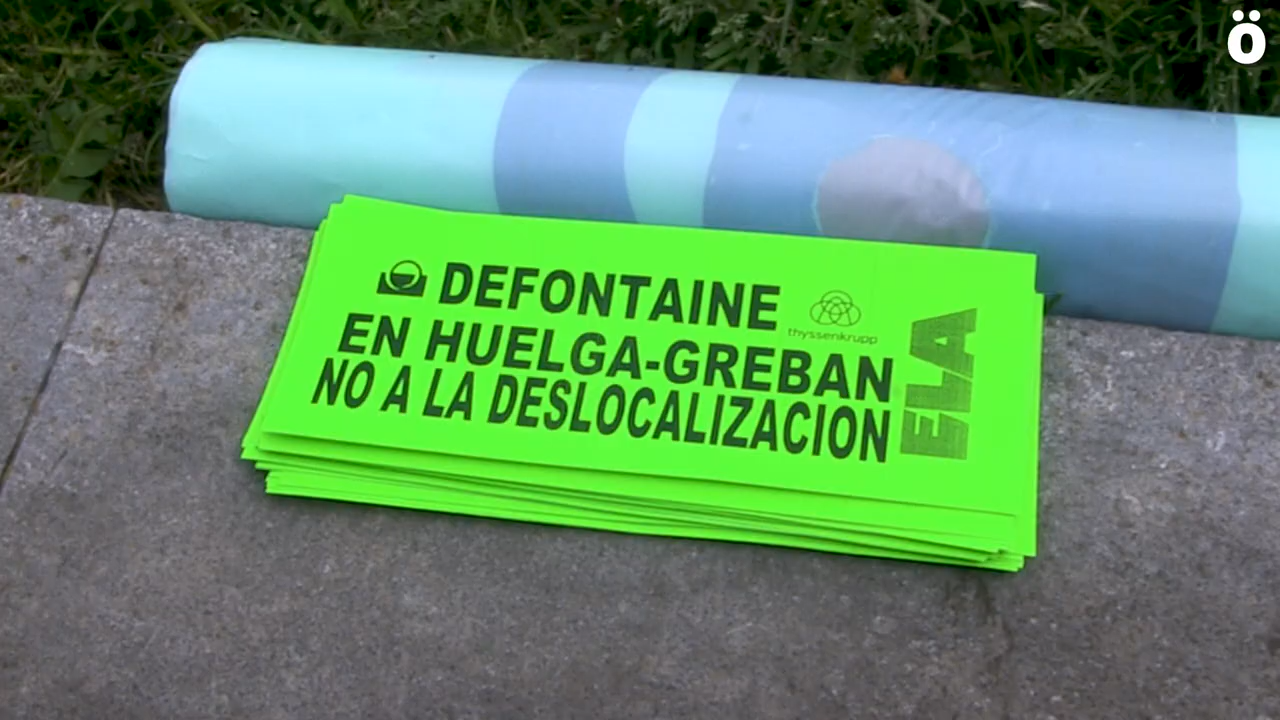 ö
DEFONTAINE
thyssenkrupp
EN HUELGA-GREBAN
NO A LA DESLOCALIZACION
ELA